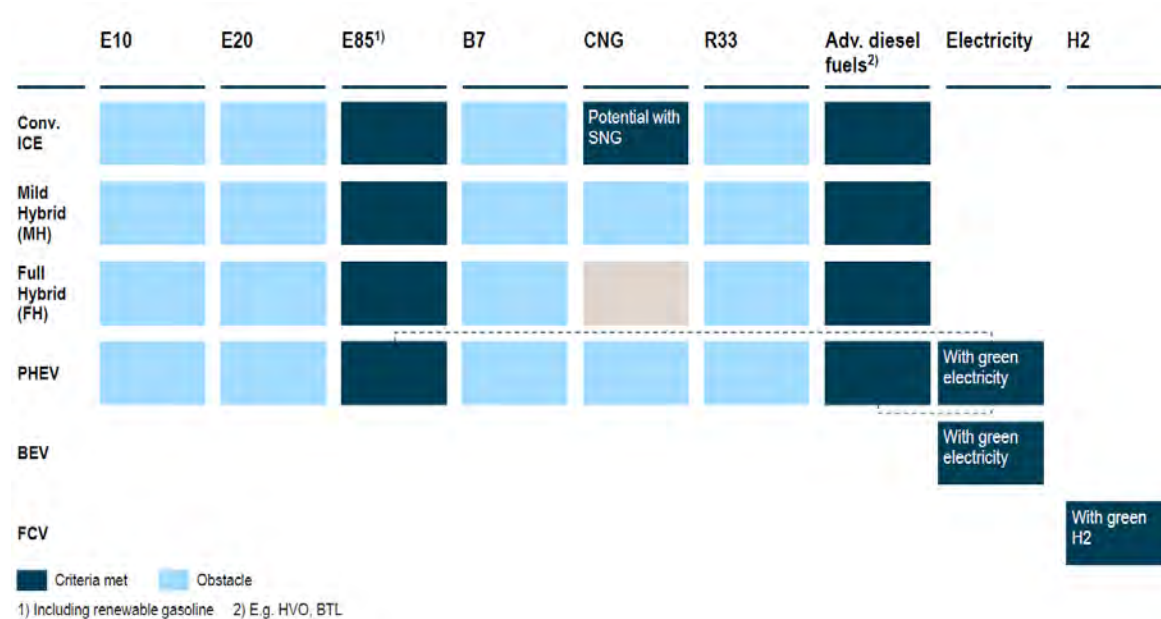 E10 E20 E85¹⁾ B7 CNG R33 Adv. diesel Electricity H2
fuels²⁾
Conv.
ICE
Potential with
SNG
Mild
Hybrid
(MH)
Full
Hybrid
(FH)
PHEV
With green
electricity
BEV
With green
electricity
FCV
With green
H2
Criteria met Obstacle
1) Including renewable gasoline 2) E.g. HVO, BTL